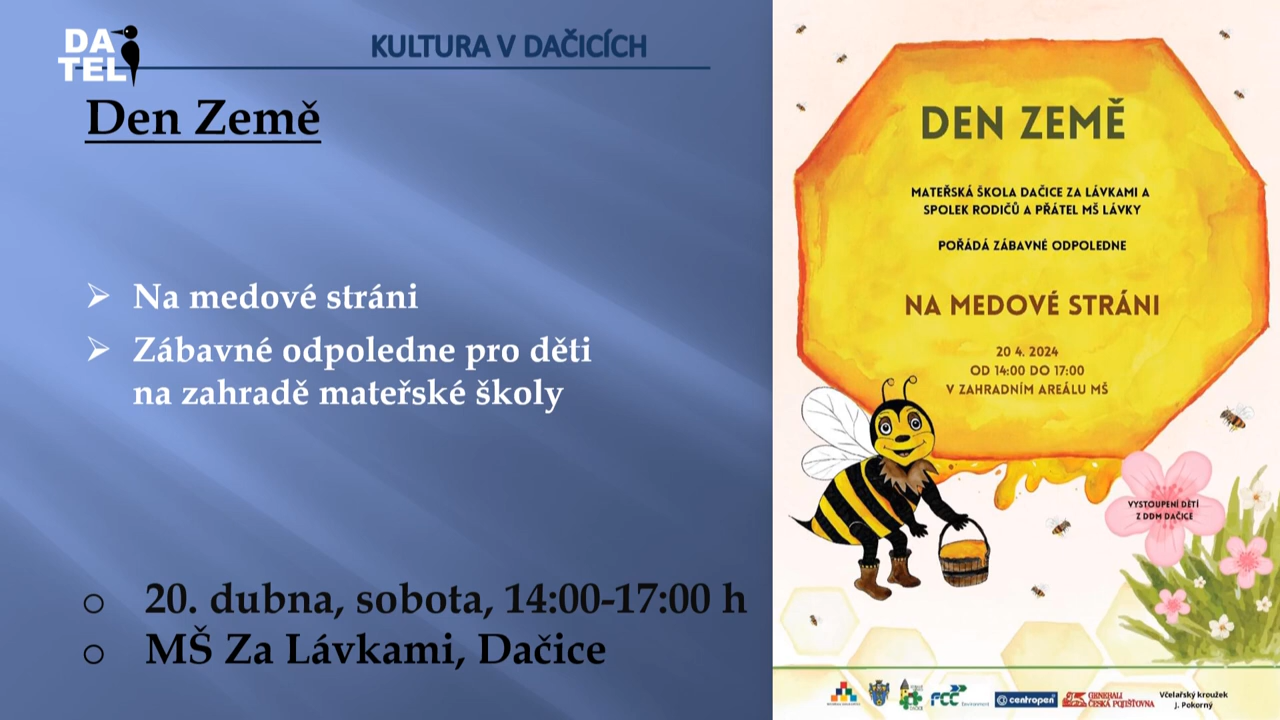 DA
TEL
KULTURA V DAČICÍCH
Den Země
Na medové stráni
Zábavné odpoledne pro děti
na zahradě mateřské školy
20. dubna, sobota, 14:00-17:00 h
MŠ Za Lávkami, Dačice
DEN ZEMĚ
MATEŘSKÁ ŠKOLA DAČICE ZA LÁVKAMI A
SPOLEK RODIČŮ A PŘÁTEL MŠ LÁVKY
POŘÁDÁ ZÁBAVNÉ ODPOLEDNE
NA MEDOVÉ STRÁNI
20 4. 2024
OD 14:00 DO 17:00
V ZAHRADNÍM AREÁLU MŠ
VYSTOUPENÍ DĚTÍ
Z DDM DAČICE
FCC Environment
centropen
GENERALI
ČESKÁ POJIŠŤOVNA
Včelařský kroužek
J. Pokorný